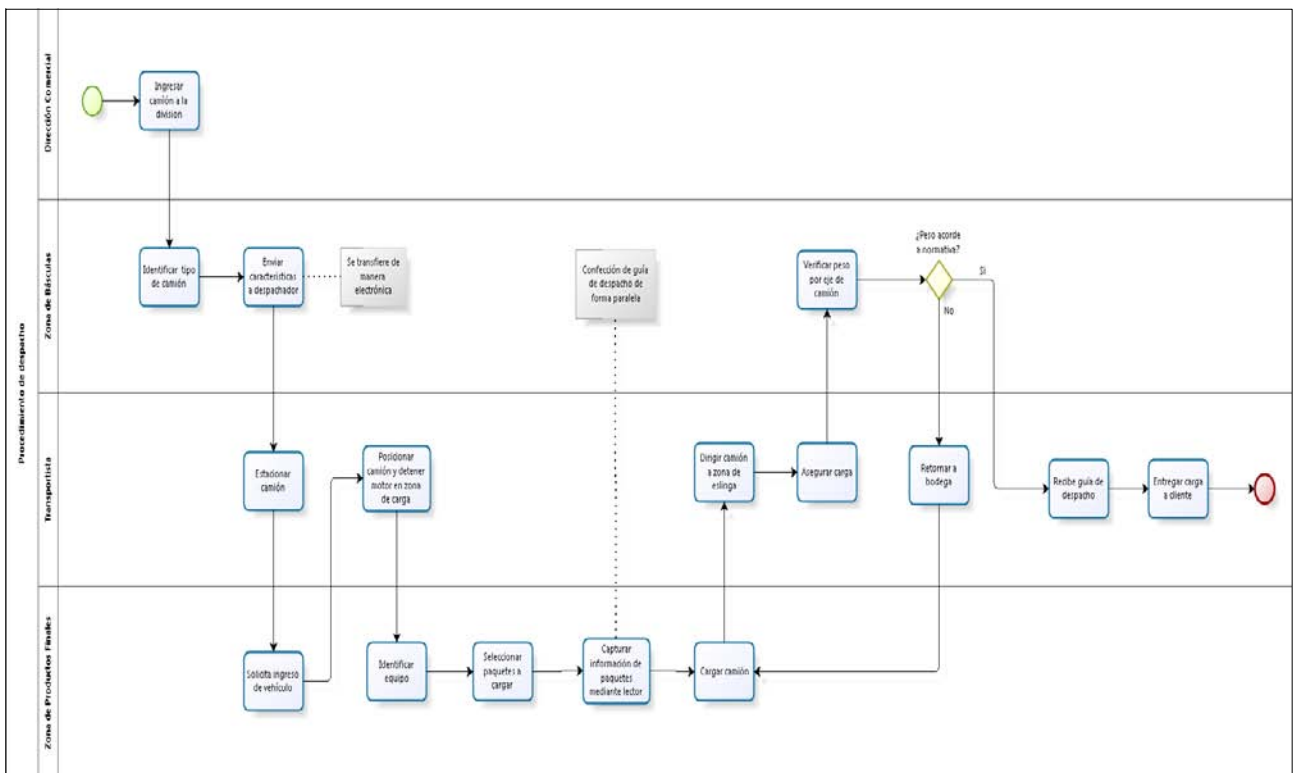 Procedimiento de despacho
Dirección Comercial
Ingresar
camión a la
division
Zona de Básculas
Identificar tipo
de camión
Enviar
características
a despachador
Se transfiere de
manera
electrónica
Confección de guía
de despacho de
forma paralela
Verificar peso
por eje de
camión
¿Peso acorde
a normativa?
Si
No
Transportista
Estacionar
camión
Posicionar
camión y detener
motor en zona
de carga
Dirigir camión
a zona de
eslinga
Asegurar carga
Retornar a
bodega
Recibe guía de
despacho
Entregar carga
a cliente
Zona de Productos Finales
Solicita ingreso
de vehículo
Identificar
equipo
Seleccionar
paquetes a
cargar
Capturar
información de
paquetes
mediante lector
Cargar camión